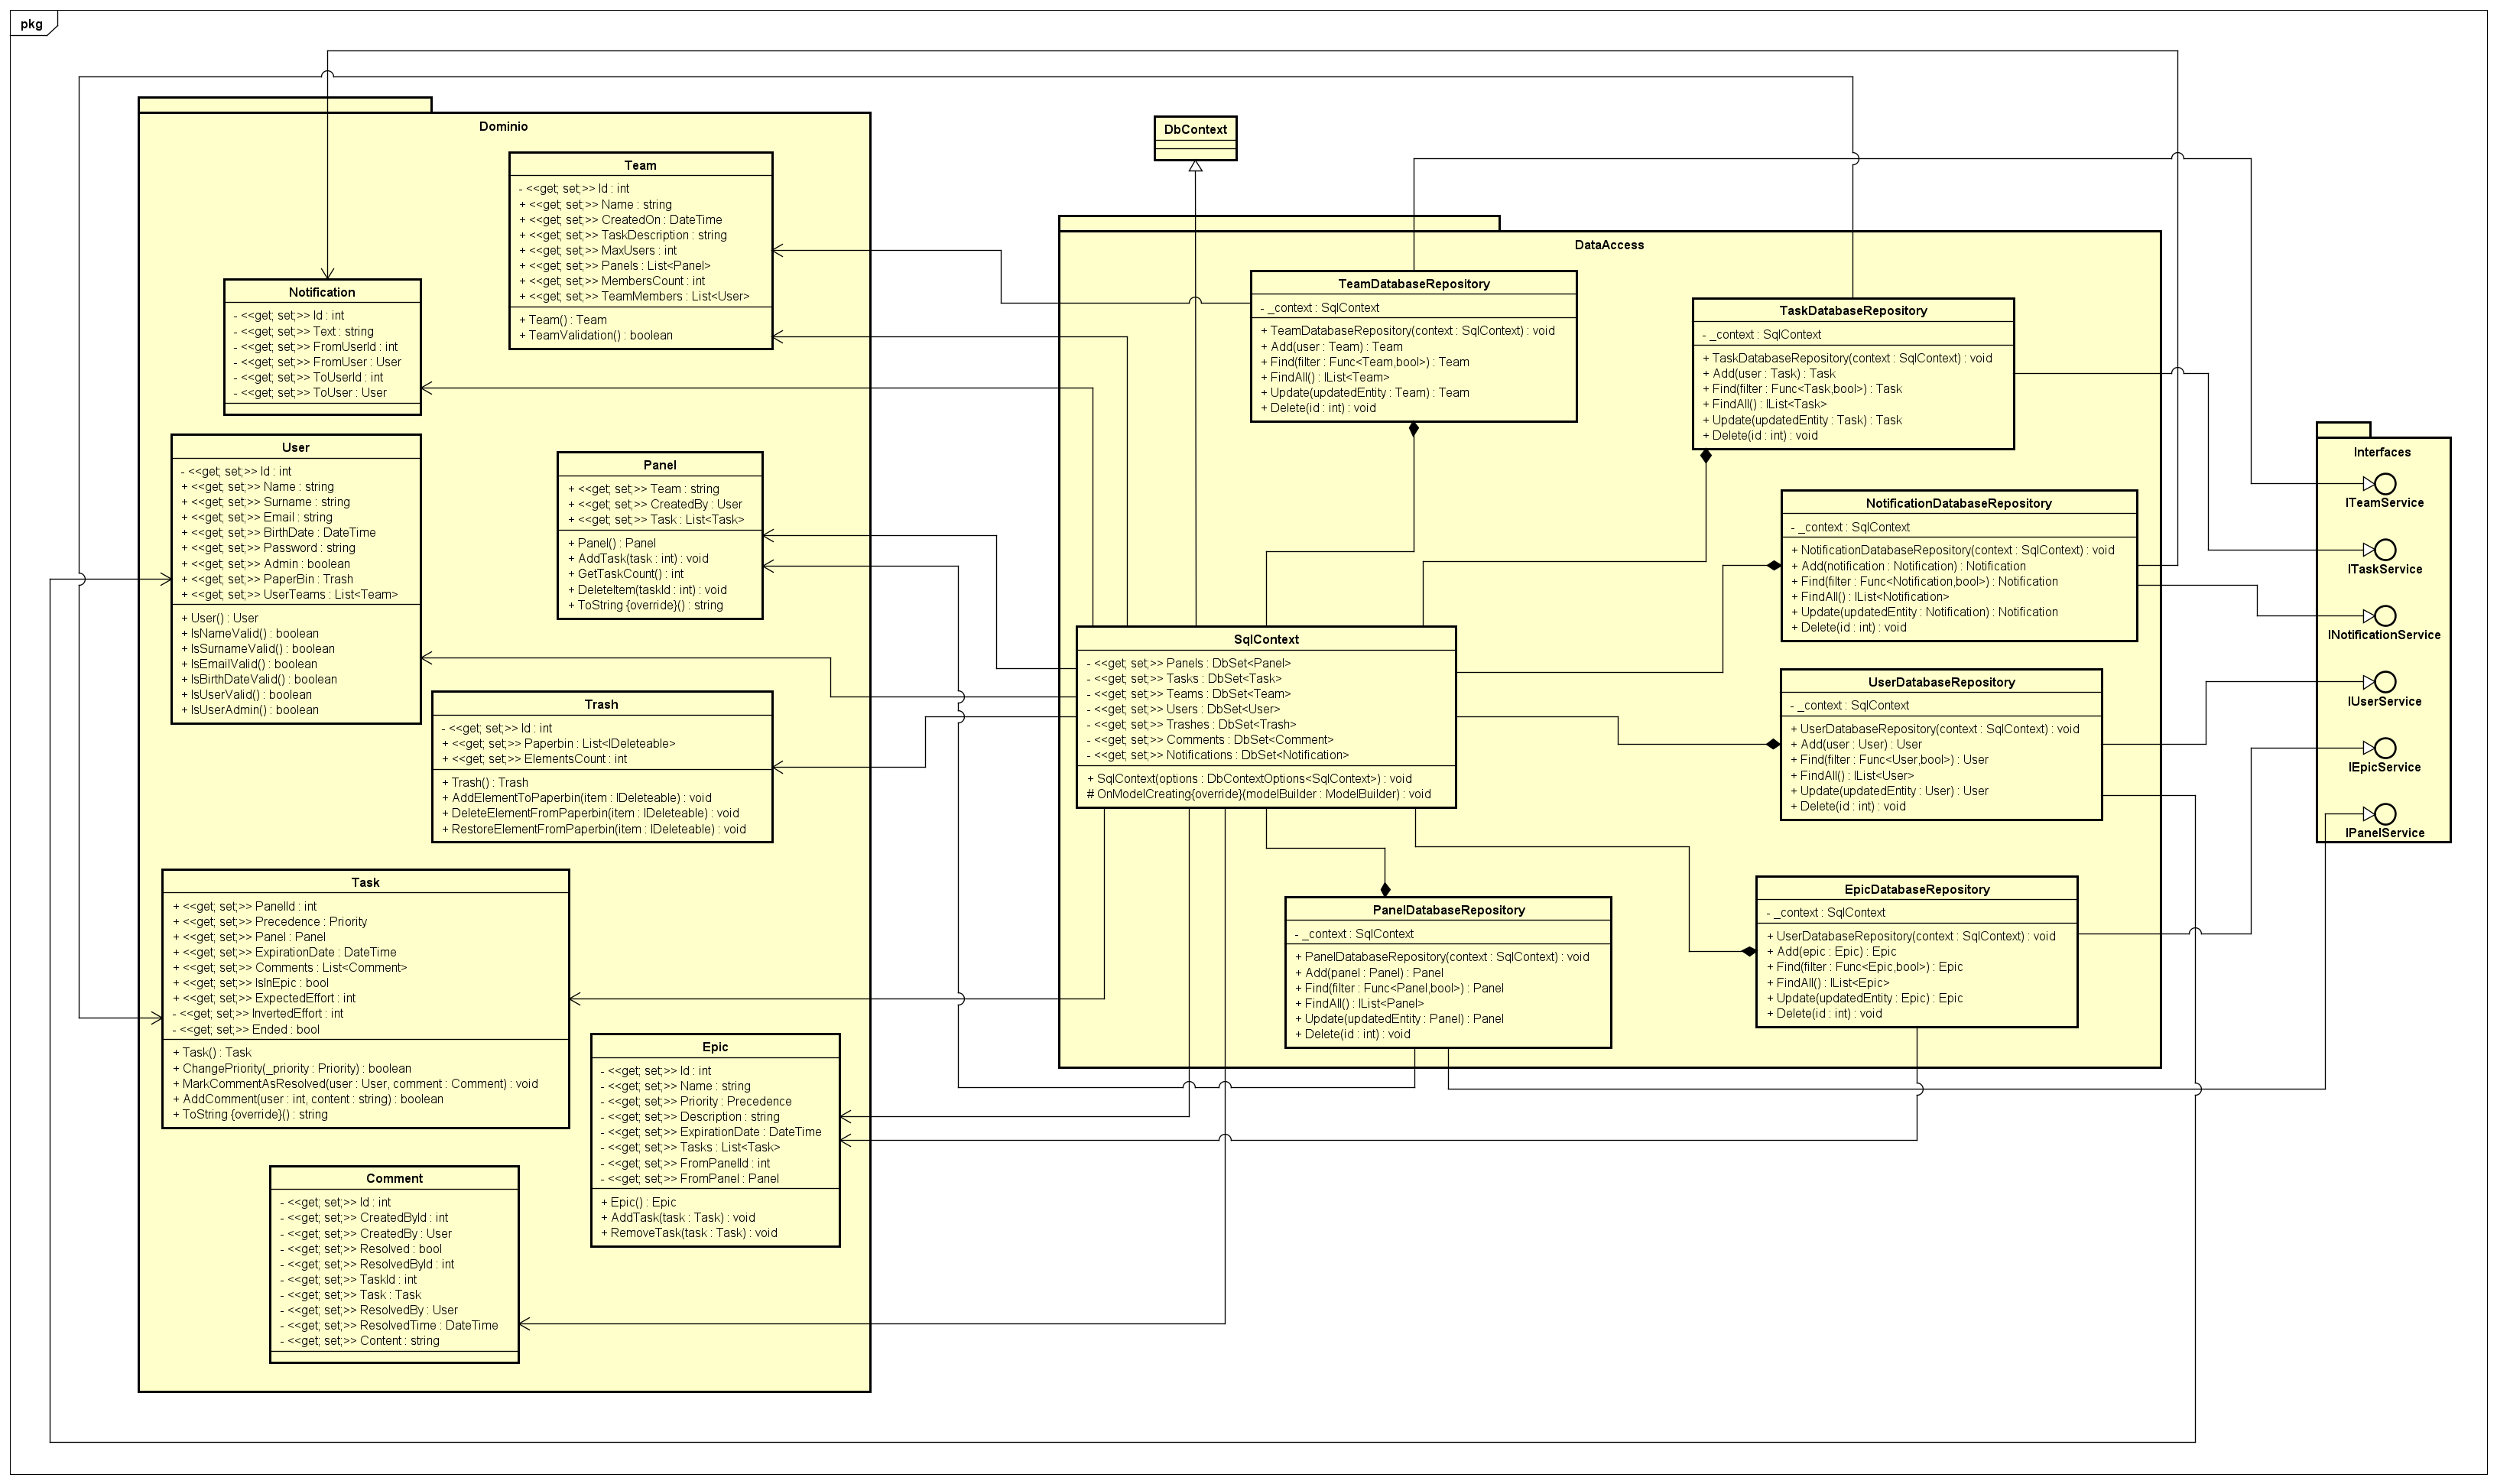 pkg
Dominio
Team
- <<get; set;>> Id : int
+ <<get; set;>> Name : string
+ <<get; set;>> CreatedOn : DateTime
+ <<get; set;>> TaskDescription : string
+ <<get; set;>> MaxUsers : int
+ <<get; set;>> Panels : List<Panel>
+ <<get; set;>> MembersCount : int
+ <<get; set;>> TeamMembers : List<User>
+ Team() : Team
+ TeamValidation() : boolean
Notification
- <<get; set;>> Id : int
- <<get; set;>> Text : string
- <<get; set;>> FromUserId : int
- <<get; set;>> FromUser : User
- <<get; set;>> ToUserId : int
- <<get; set;>> ToUser : User
User
- <<get; set;>> Id : int
+ <<get; set;>> Name : string
+ <<get; set;>> Surname : string
+ <<get; set;>> Email : string
+ <<get; set;>> BirthDate : DateTime
+ <<get; set;>> Password : string
+ <<get; set;>> Admin : boolean
+ <<get; set;>> PaperBin : Trash
+ <<get; set;>> UserTeams : List<Team>
+ User() : User
+ IsNameValid() : boolean
+ IsSurnameValid() : boolean
+ IsEmailValid() : boolean
+ IsBirthDateValid() : boolean
+ IsUserValid() : boolean
+ IsUserAdmin() : boolean
Panel
+ <<get; set;>> Team : string
+ <<get; set;>> CreatedBy : User
+ <<get; set;>> Task : List<Task>
+ Panel() : Panel
+ AddTask(task : int) : void
+ GetTaskCount() : int
+ DeleteItem(taskId : int) : void
+ ToString {override}() : string
Trash
- <<get; set;>> Id : int
+ <<get; set;>> Paperbin : List<IDeleteable>
+ <<get; set;>> ElementsCount : int
+ Trash() : Trash
+ AddElementToPaperbin(item : IDeleteable) : void
+ DeleteElementFromPaperbin(item : IDeleteable) : void
+ RestoreElementFromPaperbin(item : IDeleteable) : void
Task
+ <<get; set;>> PanelId : int
+ <<get; set;>> Precedence : Priority
+ <<get; set;>> Panel : Panel
+ <<get; set;>> ExpirationDate : DateTime
+ <<get; set;>> Comments : List<Comment>
+ <<get; set;>> IsInEpic : bool
+ <<get; set;>> ExpectedEffort : int
- <<get; set;>> InvertedEffort : int
- <<get; set;>> Ended : bool
+ Task() : Task
+ ChangePriority(_priority : Priority) : boolean
+ MarkCommentAsResolved(user : User, comment : Comment) : void
+ AddComment(user : int, content : string) : boolean
+ ToString {override}() : string
Epic
- <<get; set;>> Id : int
- <<get; set;>> Name : string
- <<get; set;>> Priority : Precedence
- <<get; set;>> Description : string
- <<get; set;>> ExpirationDate : DateTime
- <<get; set;>> Tasks : List<Task>
- <<get; set;>> FromPanelId : int
- <<get; set;>> FromPanel : Panel
+ Epic() : Epic
+ AddTask(task : Task) : void
+ RemoveTask(task : Task) : void
Comment
- <<get; set;>> Id : int
- <<get; set;>> CreatedById : int
- <<get; set;>> CreatedBy : User
- <<get; set;>> Resolved : bool
- <<get; set;>> ResolvedById : int
- <<get; set;>> TaskId : int
- <<get; set;>> Task : Task
- <<get; set;>> ResolvedBy : User
- <<get; set;>> ResolvedTime : DateTime
- <<get; set;>> Content : string
DbContext
DataAccess
TeamDatabaseRepository
- _context : SqlContext
+ TeamDatabaseRepository(context : SqlContext) : void
+ Add(user : Team) : Team
+ Find(filter : Func<Team,bool>) : Team
+ FindAll() : IList<Team>
+ Update(updatedEntity : Team) : Team
+ Delete(id : int) : void
TaskDatabaseRepository
- _context : SqlContext
+ TaskDatabaseRepository(context : SqlContext) : void
+ Add(user : Task) : Task
+ Find(filter : Func<Task,bool>) : Task
+ FindAll() : IList<Task>
+ Update(updatedEntity : Task) : Task
+ Delete(id : int) : void
NotificationDatabaseRepository
- _context : SqlContext
+ NotificationDatabaseRepository(context : SqlContext) : void
+ Add(notification : Notification) : Notification
+ Find(filter : Func<Notification,bool>) : Notification
+ FindAll() : IList<Notification>
+ Update(updatedEntity : Notification) : Notification
+ Delete(id : int) : void
SqlContext
- <<get; set;>> Panels : DbSet<Panel>
- <<get; set;>> Tasks : DbSet<Task>
- <<get; set;>> Teams : DbSet<Team>
- <<get; set;>> Users : DbSet<User>
- <<get; set;>> Trashes : DbSet<Trash>
- <<get; set;>> Comments : DbSet<Comment>
- <<get; set;>> Notifications : DbSet<Notification>
+ SqlContext(options : DbContextOptions<SqlContext>) : void
# OnModelCreating{override}(modelBuilder : ModelBuilder) : void
UserDatabaseRepository
- _context : SqlContext
+ UserDatabaseRepository(context : SqlContext) : void
+ Add(user : User) : User
+ Find(filter : Func<User,bool>) : User
+ FindAll() : IList<User>
+ Update(updatedEntity : User) : User
+ Delete(id : int) : void
PanelDatabaseRepository
- _context : SqlContext
+ PanelDatabaseRepository(context : SqlContext) : void
+ Add(panel : Panel) : Panel
+ Find(filter : Func<Panel,bool>) : Panel
+ FindAll() : IList<Panel>
+ Update(updatedEntity : Panel) : Panel
+ Delete(id : int) : void
EpicDatabaseRepository
- _context : SqlContext
+ UserDatabaseRepository(context : SqlContext) : void
+ Add(epic : Epic) : Epic
+ Find(filter : Func<Epic,bool>) : Epic
+ FindAll() : IList<Epic>
+ Update(updatedEntity : Epic) : Epic
+ Delete(id : int) : void
Interfaces
ITeamService
ITaskService
INotificationService
IUserService
IEpicService
IPanelService